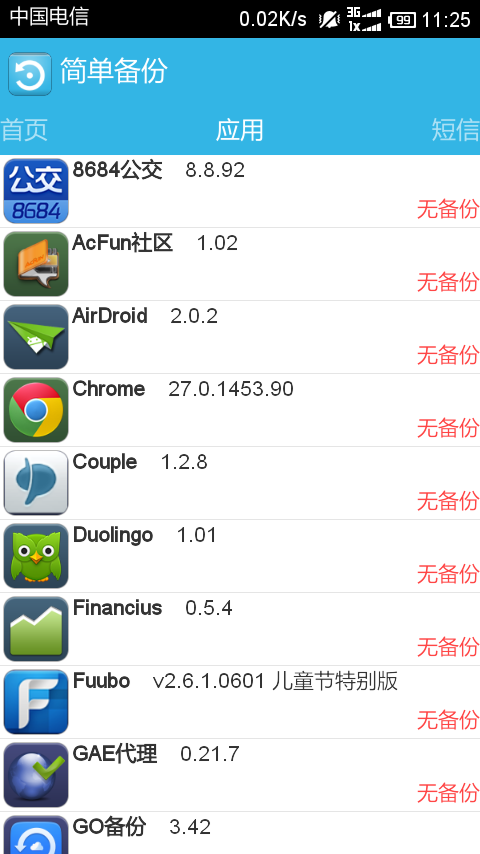 中国电信 0.02K/s 3G 1x 99 11:25
简单备份
首页 应用 短信
公交 8684 8684公交 8.8.92
无备份
AcFun社区 1.02
无备份
AirDroid 2.0.2
无备份
Chrome 27.0.1453.90
无备份
Couple 1.2.8
无备份
Duolingo 1.01
无备份
Financius 0.5.4
无备份
Fuubo v2.6.1.0601 儿童节特别版
无备份
GAE代理 0.21.7
无备份
GO备份 3.42